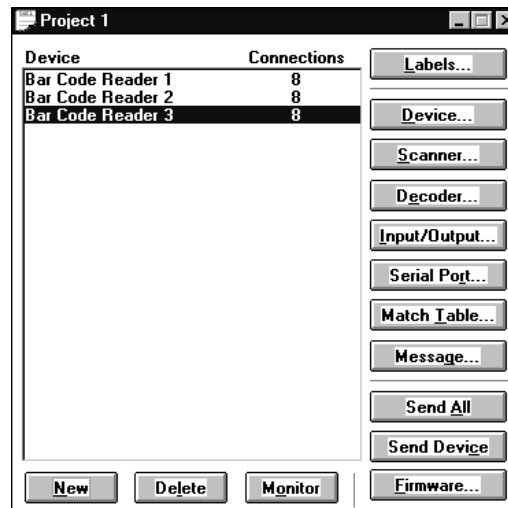 Project 1
Device Connections
Bar Code Reader 1 8
Bar Code Reader 2 8
Bar Code Reader 3 8
Labels...
Device...
Scanner...
Decoder...
Input/Output...
Serial Port...
Match Table...
Message...
Send All
Send Device
Firmware...
New Delete Monitor